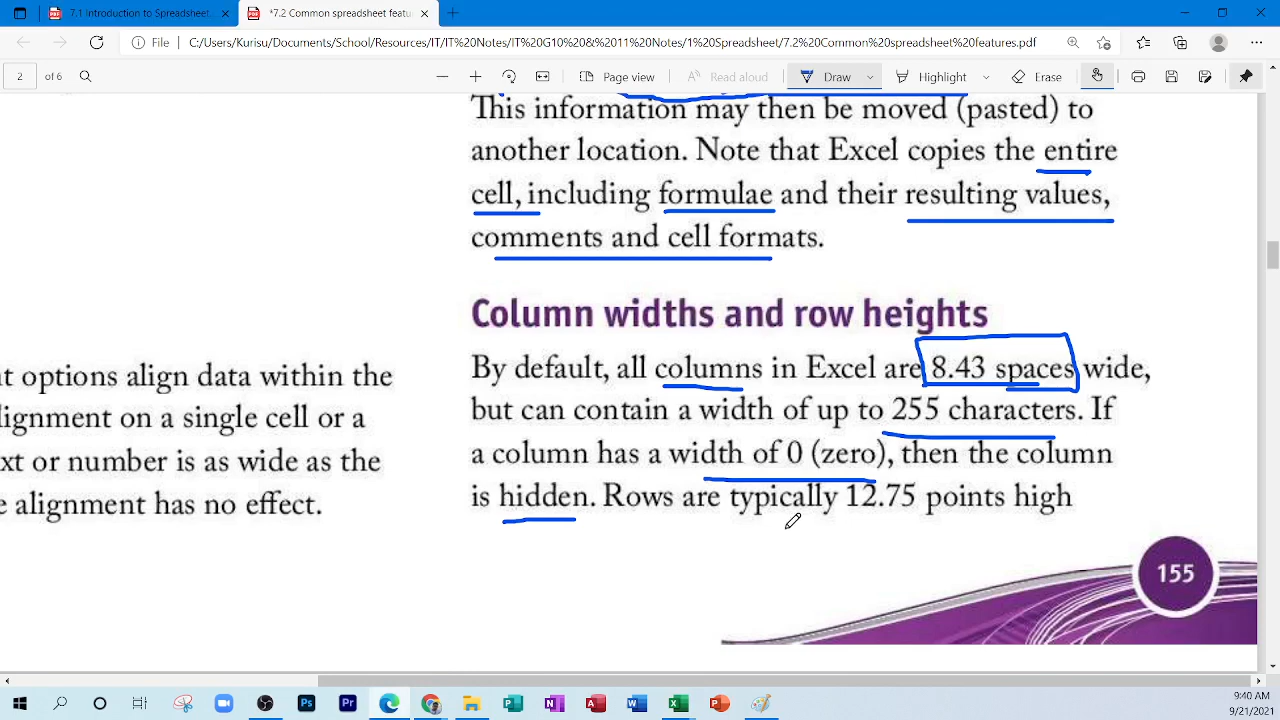 7.1 Introduction to Spreadsheet.
*7.2 Common spreadsheet featu
File C:/Users/Kurisu/Documents/School/Resources/IT/IT%20Notes/IT%20G10%20&%2011%20Notes/1%20Spreadsheet/7.2%20Common%20spreadsheet%20features.pdf
2 of 6 Page view Read aloud Draw Highlight Erase
This information may then be moved (pasted) to
another location. Note that Excel copies the entire
cell, including formulae and their resulting values,
comments and cell formats.
Column widths and row heights
By default, all columns in Excel are 8.43 spaces wide,
but can contain a width of up to 255 characters. If
a column has a width of 0 (zero), then the column
is hidden. Rows are typically 12.75 points high
nt options align data within the
lignment on a single cell or a
xt or number is as wide as the
e alignment has no effect.
155
9:40 AM
9/21/2021